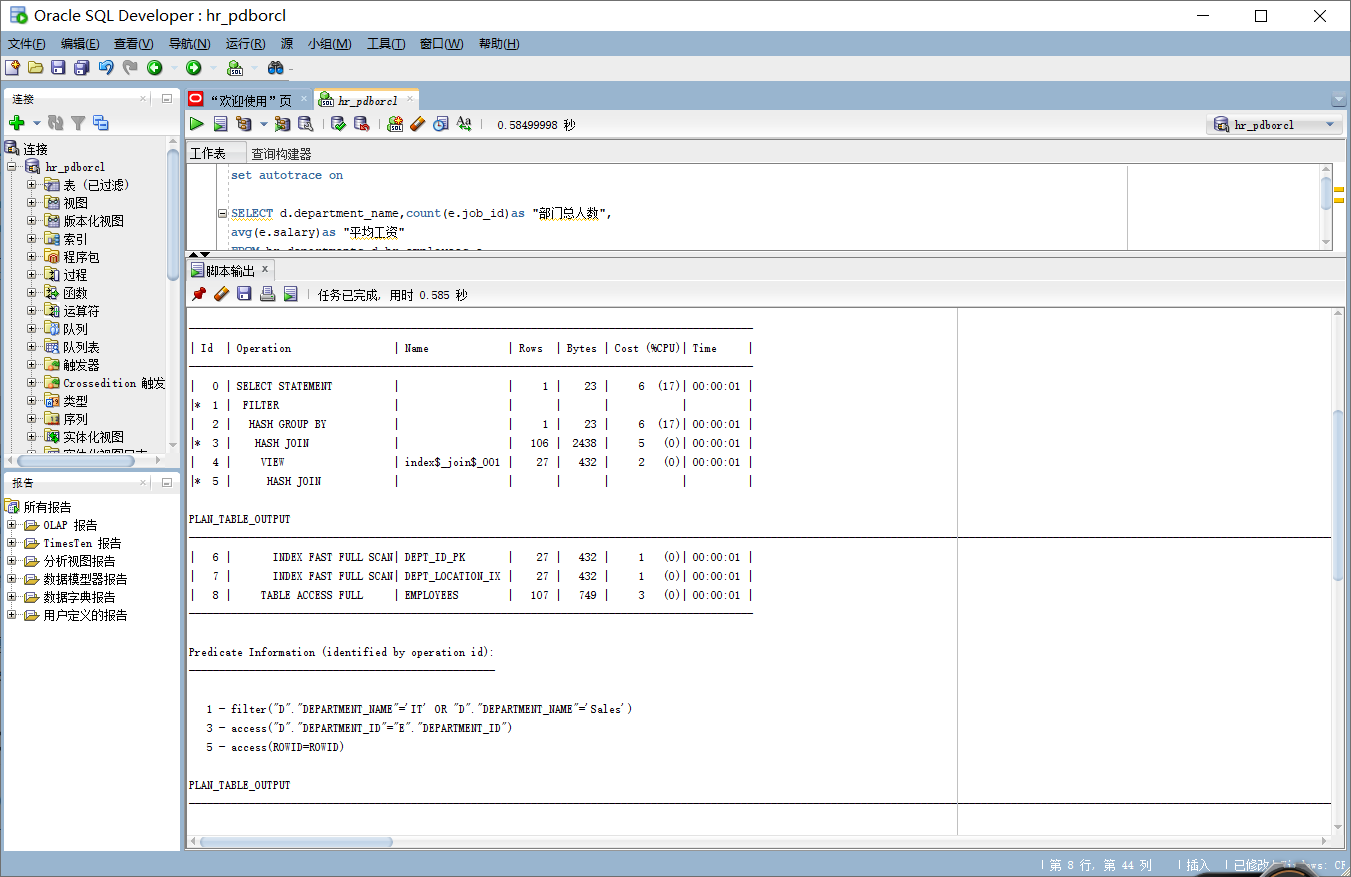 Oracle SQL Developer : hr_pdborcl
文件(F) 编辑(E) 查看(V) 导航(N) 运行(R) 源 小组(M) 工具(T) 窗口(W) 帮助(H)
连接
连接
hr_pdborcl
表 (已过滤)
视图
版本化视图
索引
程序包
过程
函数
运算符
队列
队列表
触发器
Crossedition 触发
类型
序列
实体化视图
报告
所有报告
OLAP 报告
TimesTen 报告
分析视图报告
数据模型器报告
数据字典报告
用户定义的报告
“欢迎使用”页
hr_pdborcl
0.58499998 秒
hr_pdborcl
工作表 查询构建器
set autotrace on
SELECT d.department_name,count(e.job_id)as "部门总人数",
avg(e.salary)as "平均工资"
脚本输出
任务已完成, 用时 0.585 秒
| Id | Operation | Name | Rows | Bytes | Cost (%CPU)| Time |
| 0 | SELECT STATEMENT | | 1 | 23 | 6 (17)| 00:00:01 |
|* 1 | FILTER | | | | | |
| 2 | HASH GROUP BY | | 1 | 23 | 6 (17)| 00:00:01 |
|* 3 | HASH JOIN | | 106 | 2438 | 5 (0)| 00:00:01 |
| 4 | VIEW | index$_join$_001 | 27 | 432 | 2 (0)| 00:00:01 |
|* 5 | HASH JOIN | | | | | |
PLAN_TABLE_OUTPUT
| 6 | INDEX FAST FULL SCAN| DEPT_ID_PK | 27 | 432 | 1 (0)| 00:00:01 |
| 7 | INDEX FAST FULL SCAN| DEPT_LOCATION_IX | 27 | 432 | 1 (0)| 00:00:01 |
| 8 | TABLE ACCESS FULL | EMPLOYEES | 107 | 749 | 3 (0)| 00:00:01 |
Predicate Information (identified by operation id):
1 - filter("D"."DEPARTMENT_NAME"='IT' OR "D"."DEPARTMENT_NAME"='Sales')
3 - access("D"."DEPARTMENT_ID"="E"."DEPARTMENT_ID")
5 - access(ROWID=ROWID)
PLAN_TABLE_OUTPUT
第 8 行, 第 44 列 | 插入 | 已修改